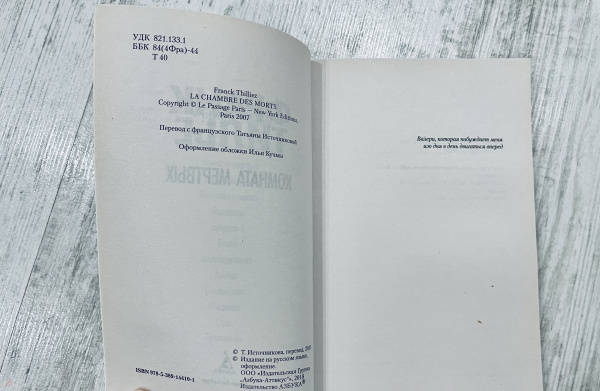 УДК 821.133.1
ББК 84(4Фра)-44
Т 40
Franck Thilliez
LA CHAMBRE DES MORTS
Copyright © Le Passage Paris – New York Editions,
Paris 2007
Перевод с французского Татьяны Источниковой
Оформление обложки Ильи Кучмы
КОМНАТА МЕРТВЫХ
© Т. Источникова, перевод,
© Издание на русском языке,
оформление.
ООО «Издательская Группа
«Азбука-Аттикус»,
Издательство АЗБУКА®
ISBN 978-5-389-14410-1
Валери, которая побуждает меня
изо дня в день двигаться вперед